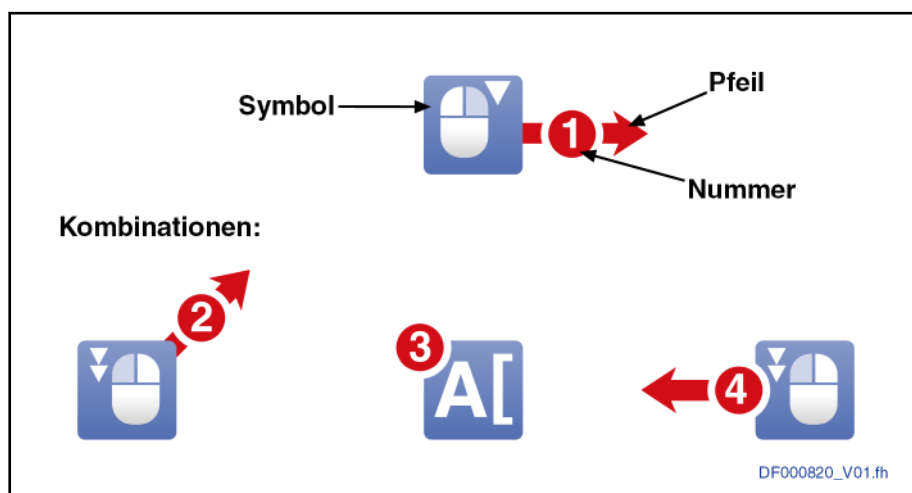 Pfeil
Symbol
1
Nummer
Kombinationen:
2
3
A[
4
DF000820_V01.fh